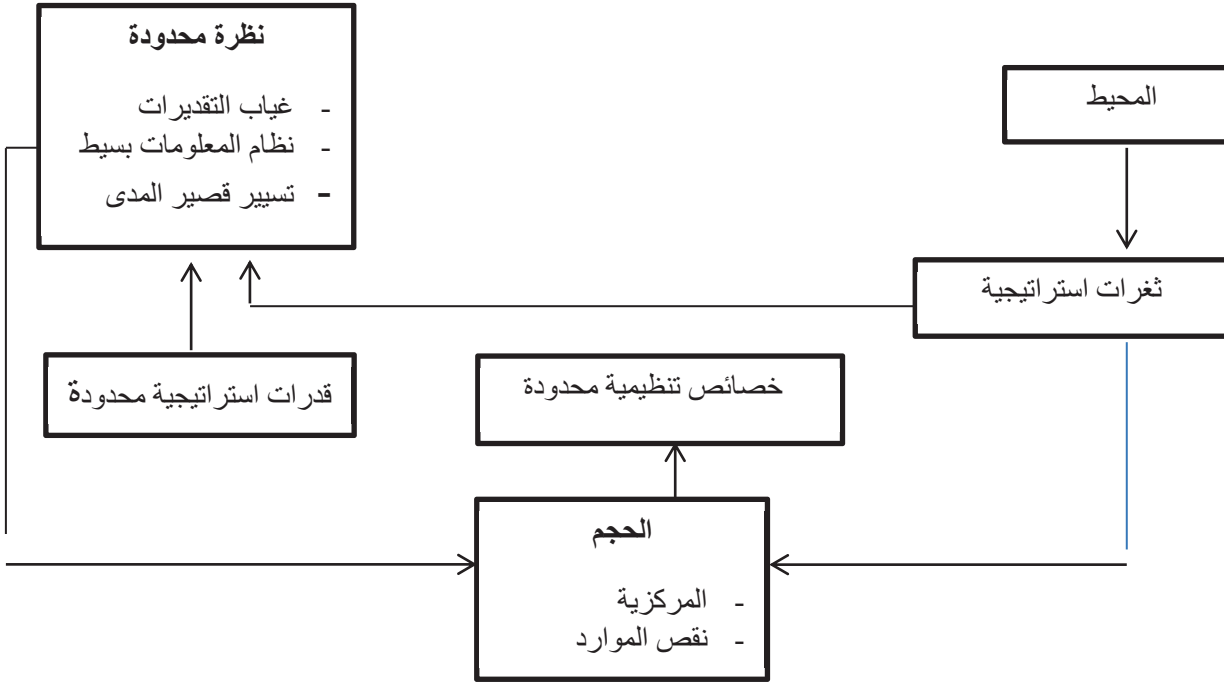 نظرة محدودة
- غياب التقديرات
- نظام المعلومات بسيط
- تسيير قصير المدى
المحيط
ثغرات استراتيجية
قدرات استراتيجية محدودة
خصائص تنظيمية محدودة
الحجم
- المركزية
- نقص الموارد